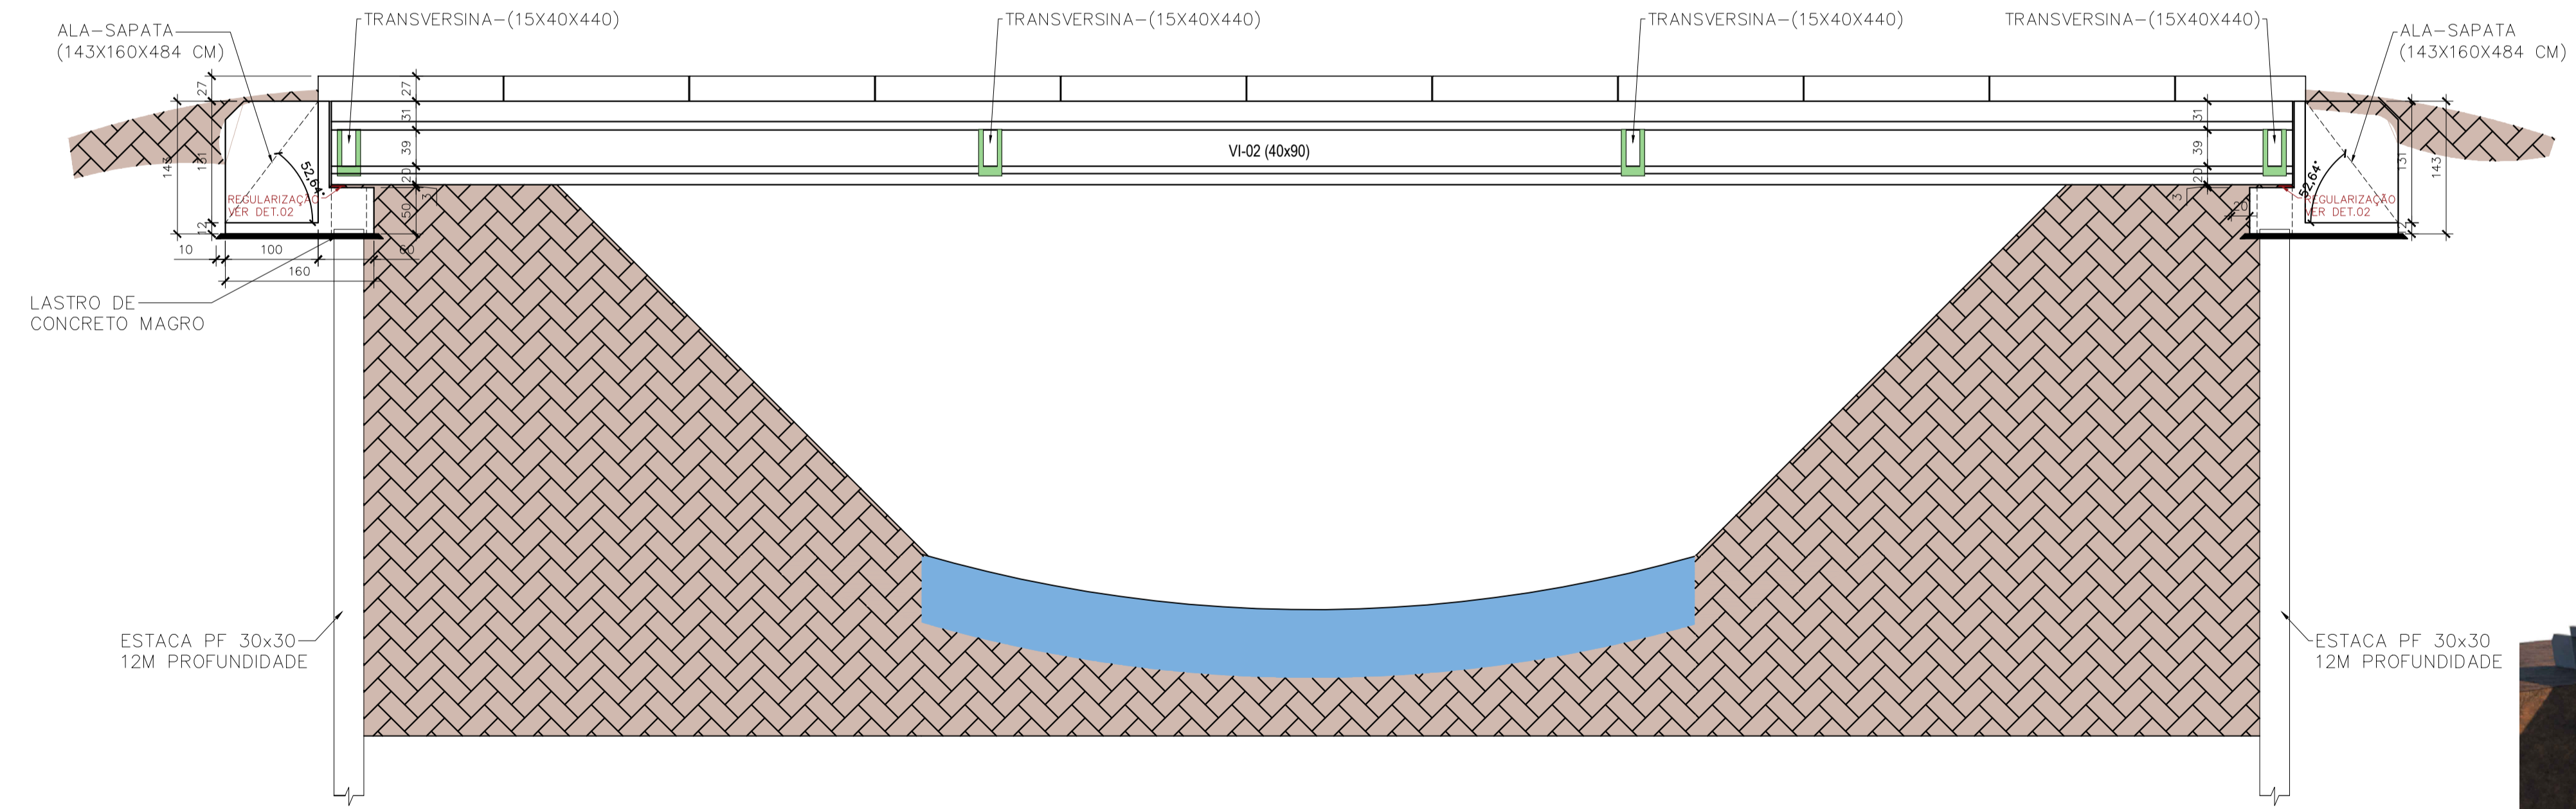 TRANSVERSINA-(15X40X440)
TRANSVERSINA-(15X40X440)
TRANSVERSINA-(15X40X440)
TRANSVERSINA-(15X40X440)
ALA-SAPATA
(143X160X484 CM)
ALA-SAPATA
(143X160X484 CM)
27
27
31
31
39
39
20
20
143
131
131
143
VI-02 (40x90)
52,64°
52,64°
REGULARIZAÇÃO
VER DET.02
REGULARIZAÇÃO
VER DET.02
3
3
50
20
12
10
100
60
160
LASTRO DE
CONCRETO MAGRO
ESTACA PF 30x30
12M PROFUNDIDADE
ESTACA PF 30x30
12M PROFUNDIDADE